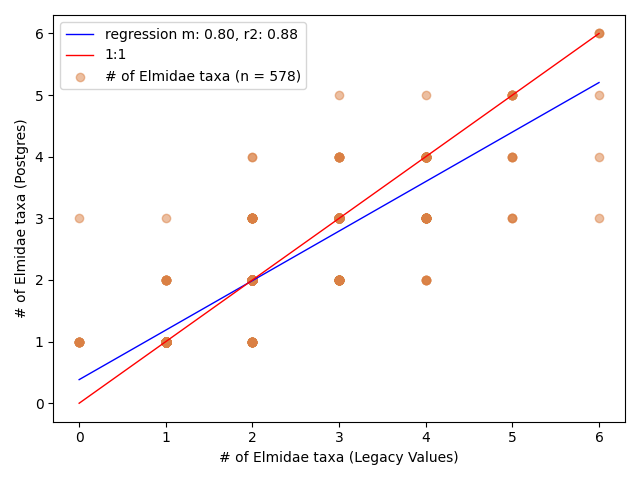 regression m: 0.80, r2: 0.88
1:1
# of Elmidae taxa (n = 578)
# of Elmidae taxa (Postgres)
6
5
4
3
2
1
0
0 1 2 3 4 5 6
# of Elmidae taxa (Legacy Values)